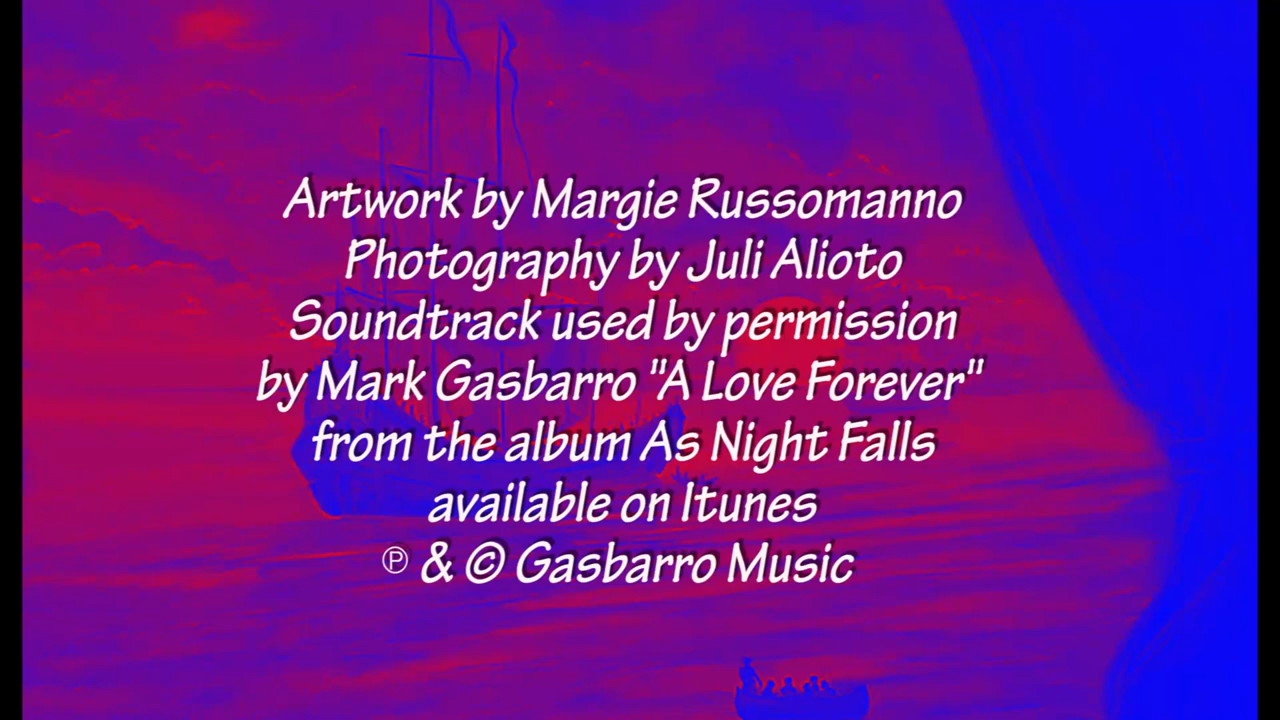 Artwork by Margie Russomanno
Photography by Juli Alioto
Soundtrack used by permission
by Mark Gasbarro "A Love Forever"
from the album As Night Falls
available on Itunes
℗ & © Gasbarro Music